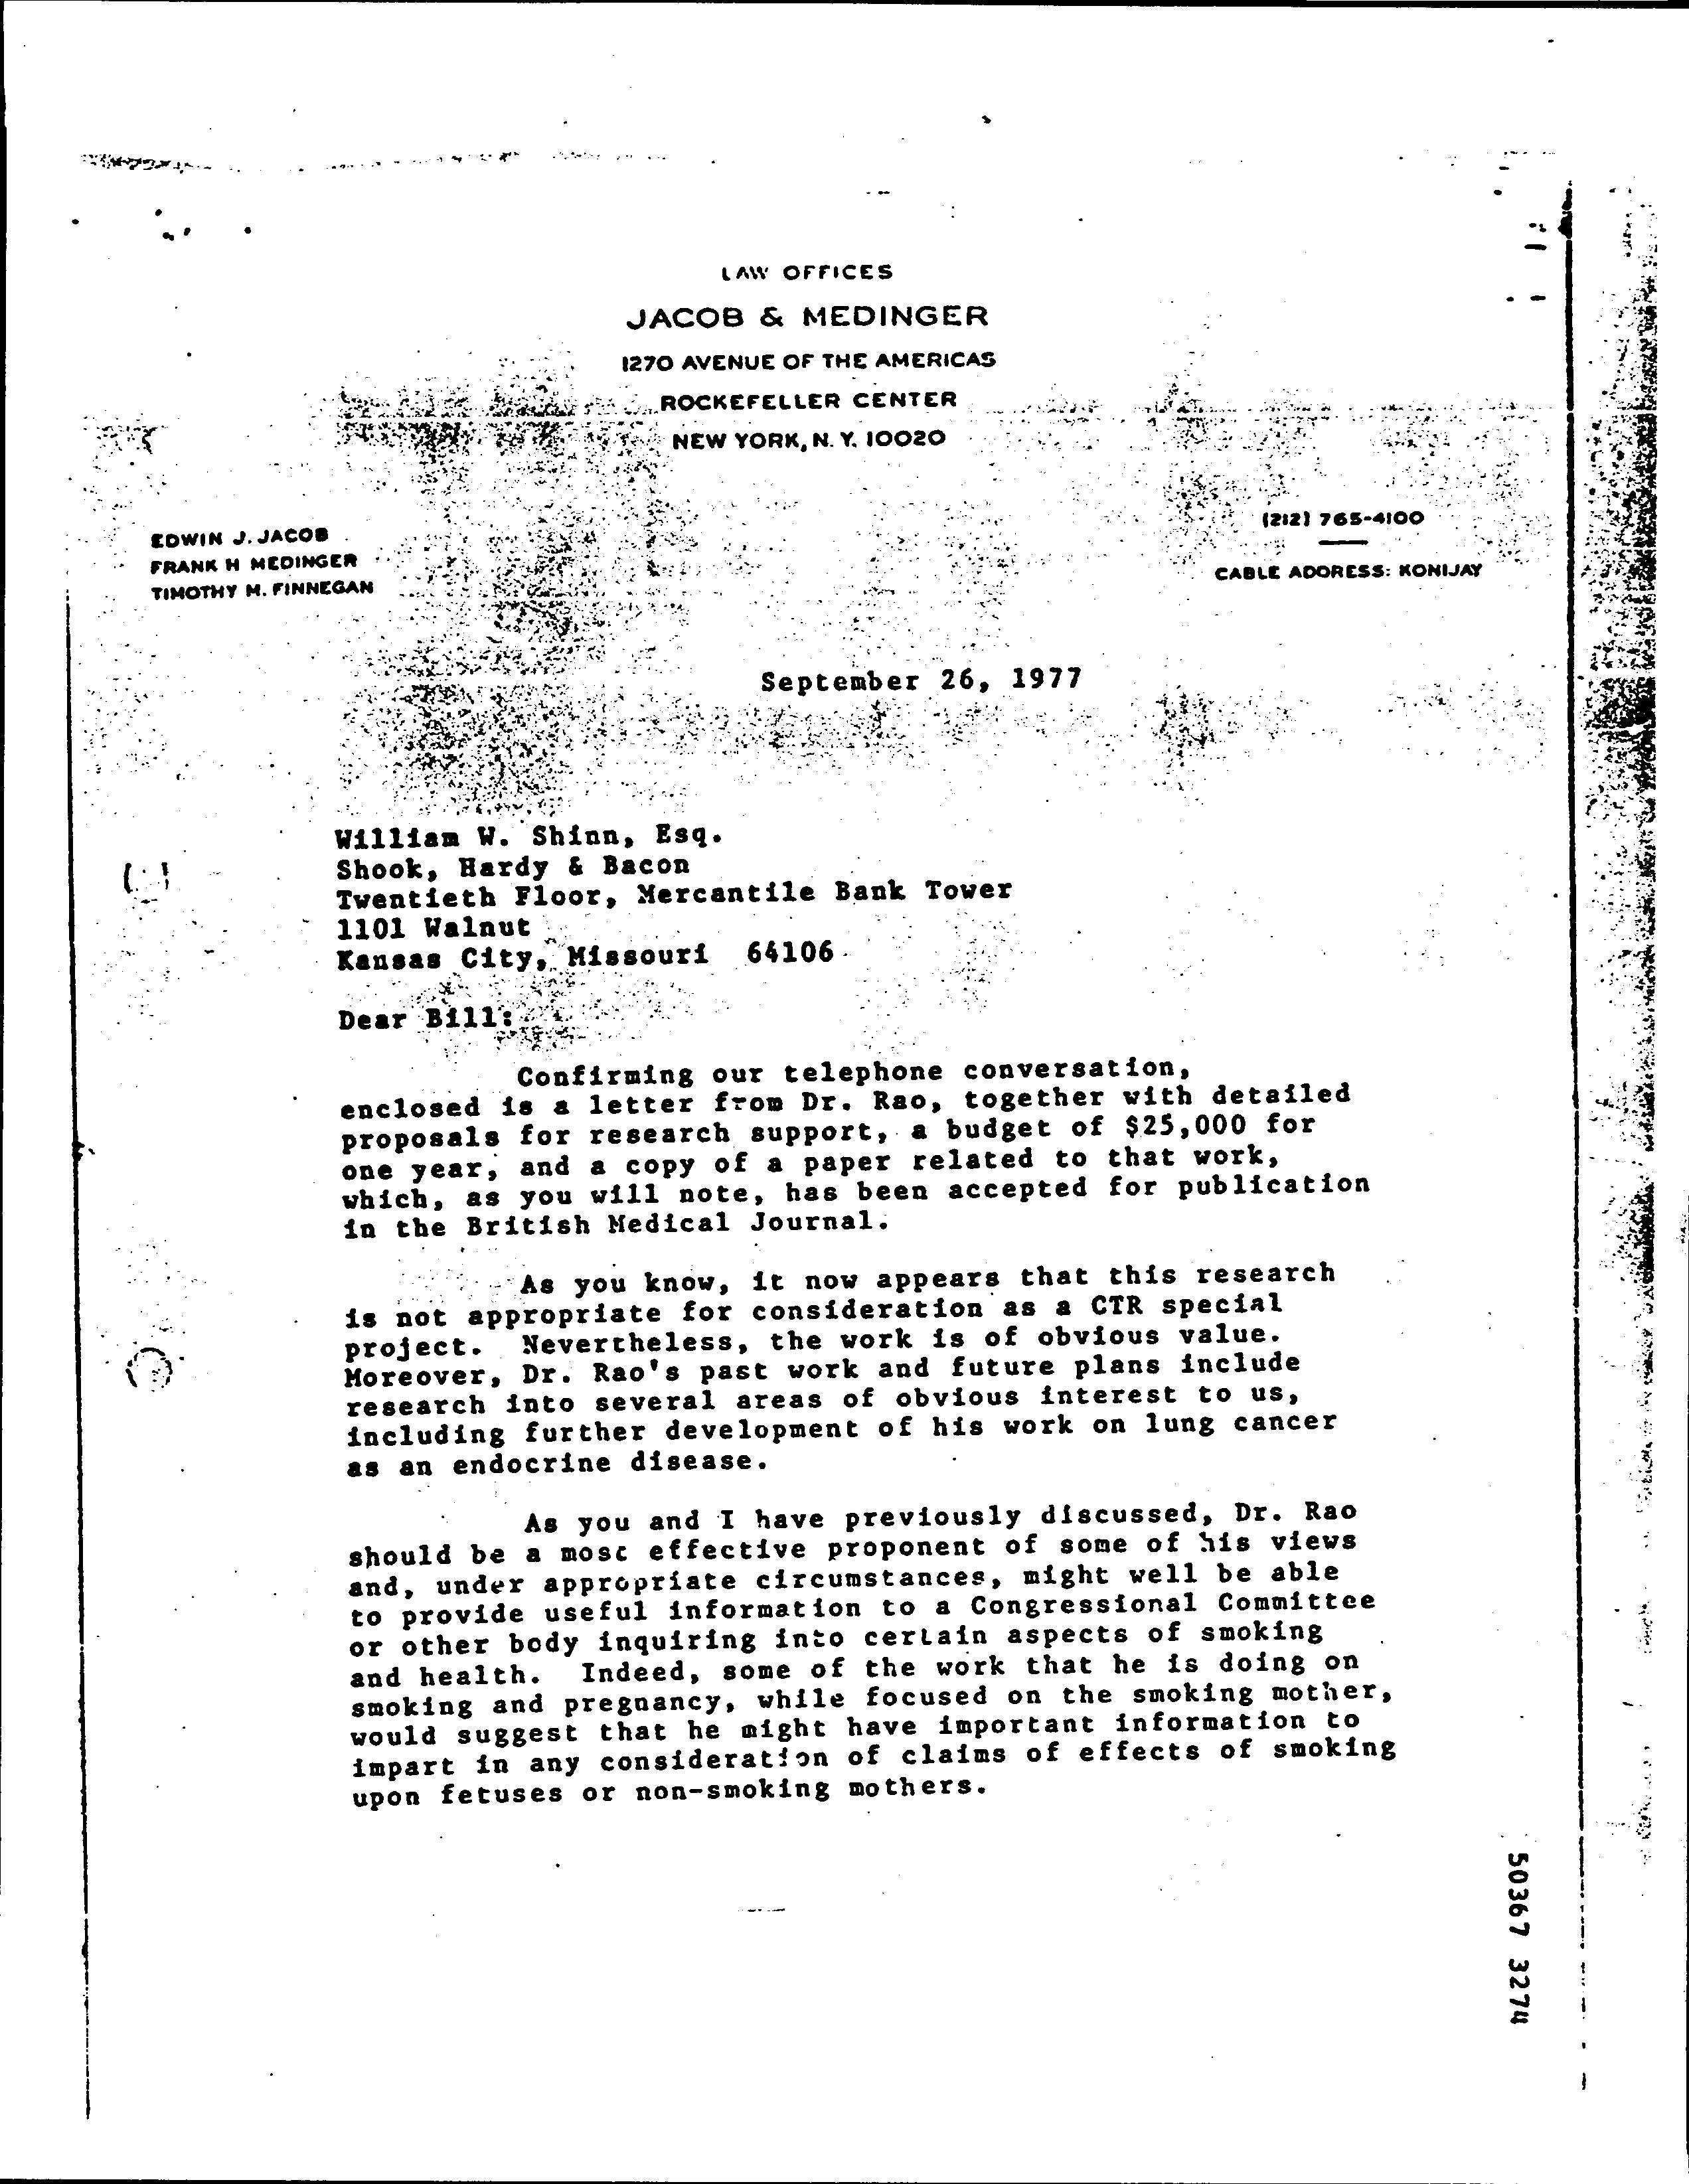 LAW OFFICES
JACOB & MEDINGER
1270 AVENUE OF THE AMERICAS
ROCKEFELLER CENTER
NEW YORK, N. Y. 10020
EDWIN J. JACOB
FRANK H MEDINGER
TIMOTHY M. FINNEGAN
(212) 765-4100
CABLE ADDRESS: KONIJAY
September 26, 1977
William W. Shinn, Esq.
Shook, Hardy & Bacon
Twentieth Floor, Mercantile Bank Tower
1101 Walnut
Kansas City, Missouri 64106
Dear Bill:
Confirming our telephone conversation,
enclosed is a letter from Dr. Rao, together with detailed
proposals for research support, a budget of $25,000 for
one year, and a copy of a paper related to that work,
which, as you will note, has been accepted for publication
in the British Medical Journal.
As you know, it now appears that this research
is not appropriate for consideration as a CTR special
project. Nevertheless, the work is of obvious value.
Moreover, Dr. Rao's past work and future plans include
research into several areas of obvious interest to us,
including further development of his work on lung cancer
as an endocrine disease.
As you and I have previously discussed, Dr. Rao
should be a most effective proponent of some of his views
and, under appropriate circumstances, might well be able
to provide useful information to a Congressional Committee
or other body inquiring into certain aspects of smoking
and health. Indeed, some of the work that he is doing on
smoking and pregnancy, while focused on the smoking mother,
would suggest that he might have important information to
impart in any consideration of claims of effects of smoking
upon fetuses or non-smoking mothers.
50367 3274